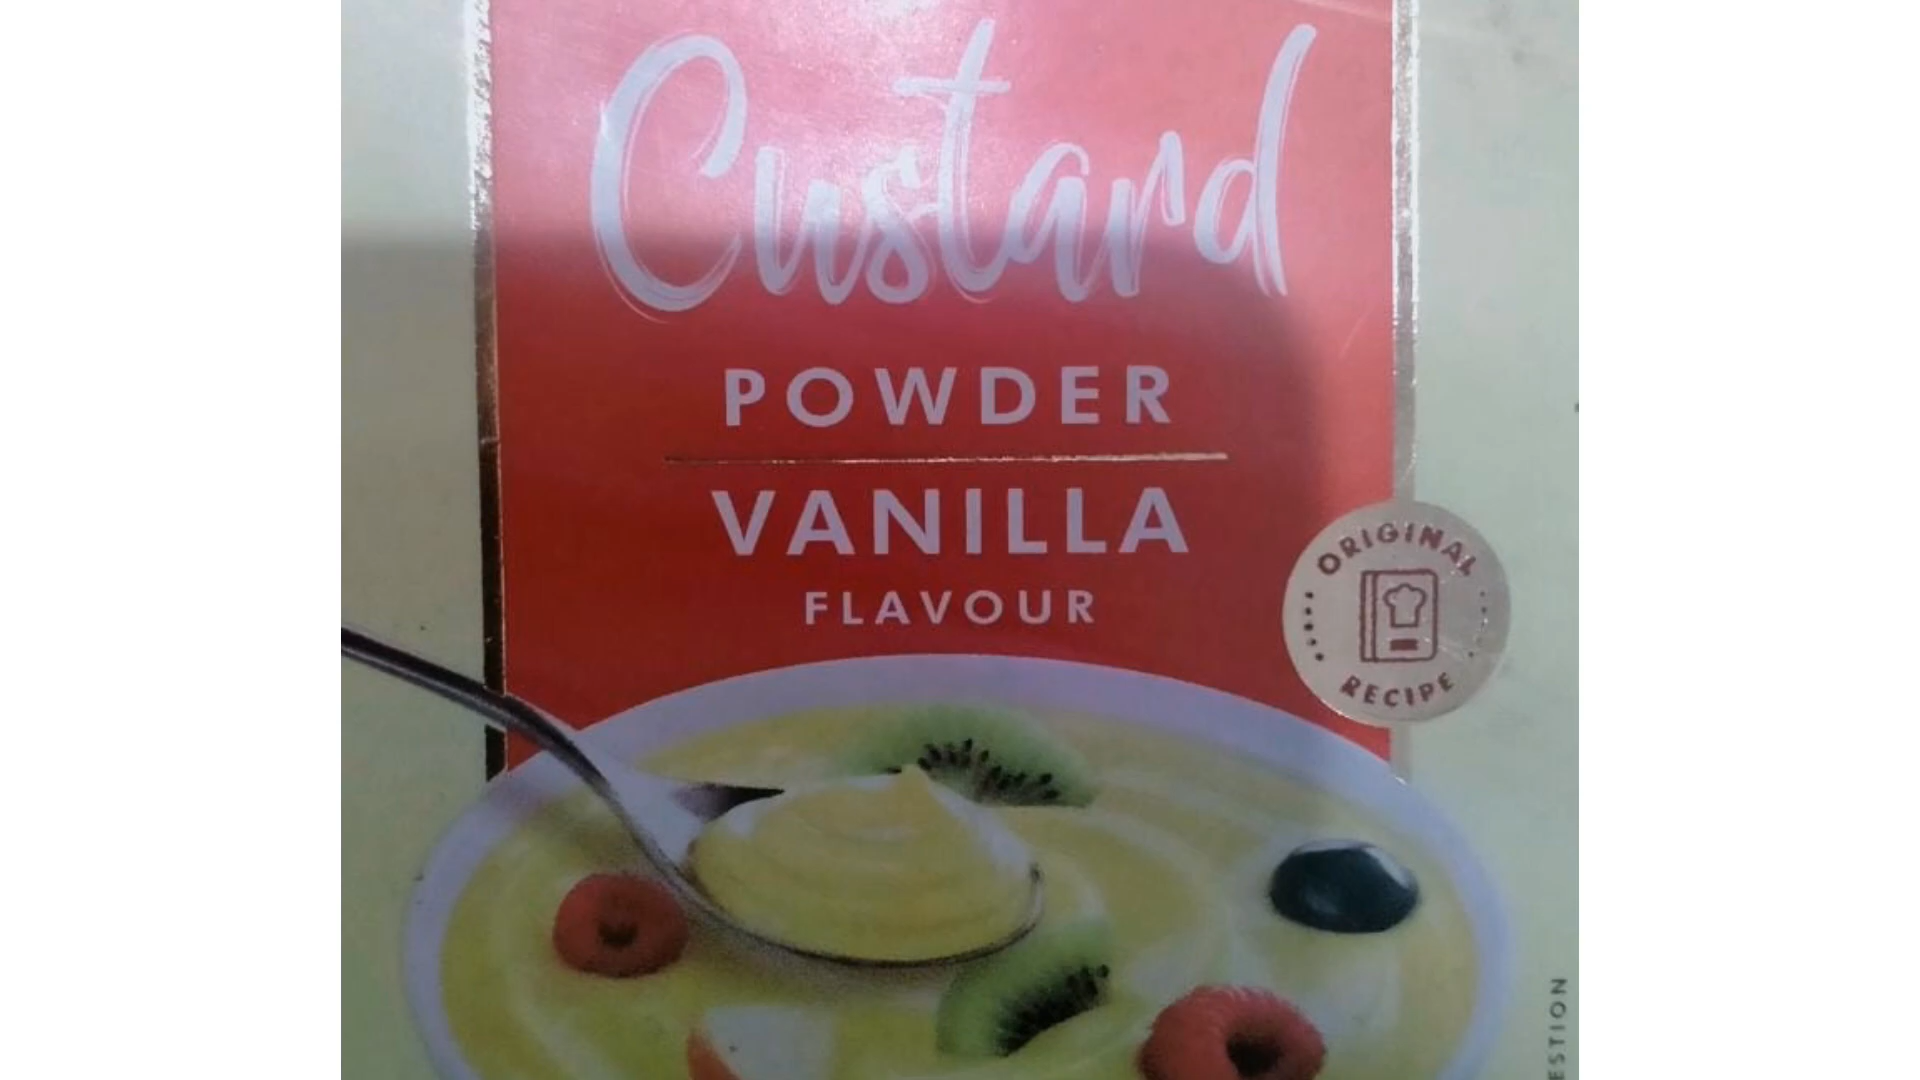 Custard
POWDER
VANILLA
FLAVOUR
ORIGINAL
RECIPE